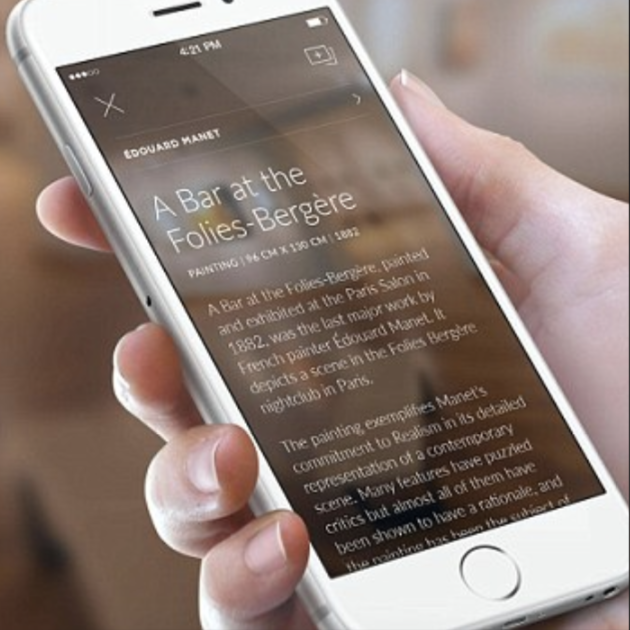 4:21 PM
ÉDOUARD MANET
A Bar at the
Folies-Bergère
PAINTING | 96 CM X 130 CM | 1882
A Bar at the Folies-Bergère, painted
and exhibited at the Paris Salon in
1882, was the last major work by
French painter Édouard Manet. It
depicts a scene in the Folies Bergère
nightclub in Paris.
The painting exemplifies Manet's
commitment to Realism in its detailed
representation of a contemporary
scene. Many features have puzzled
critics but almost all of them have
been shown to have a rationale, and
the painting has been the subject of